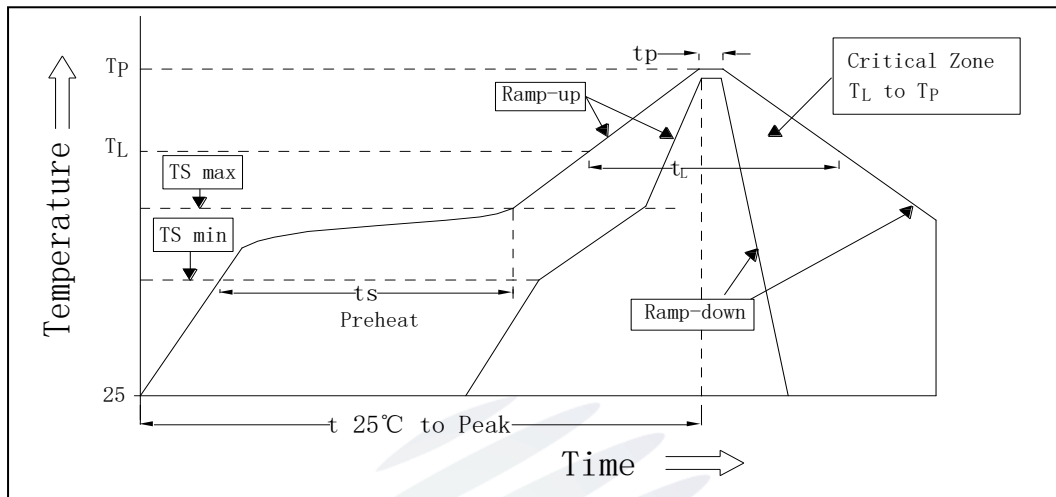 tp
TP
Critical Zone
TL to TP
Ramp-up
TL
TS max
tL
TS min
ts
Preheat
Ramp-down
25
t 25℃ to Peak
Temperature
Time